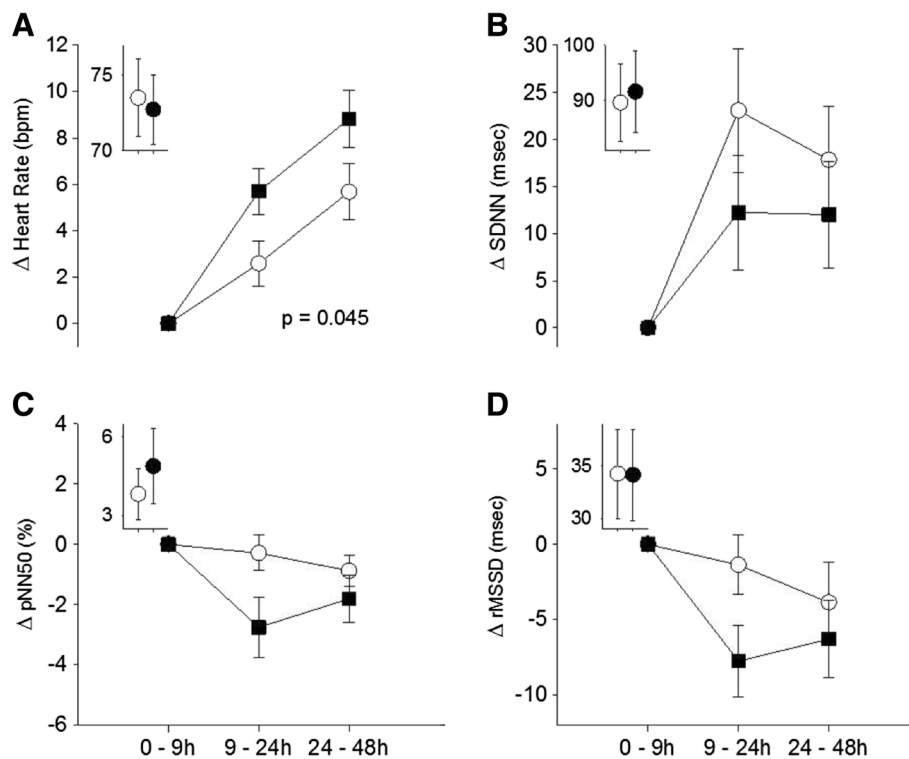 A
Δ Heart Rate (bpm)
12
10
8
6
4
2
0
75
70
p = 0.045
B
Δ SDNN (msec)
30
25
20
15
10
5
0
100
90
C
Δ pNN50 (%)
4
2
0
-2
-4
-6
6
3
0 - 9h 9 - 24h 24 - 48h
D
Δ rMSSD (msec)
5
0
-5
-10
35
30
0 - 9h 9 - 24h 24 - 48h